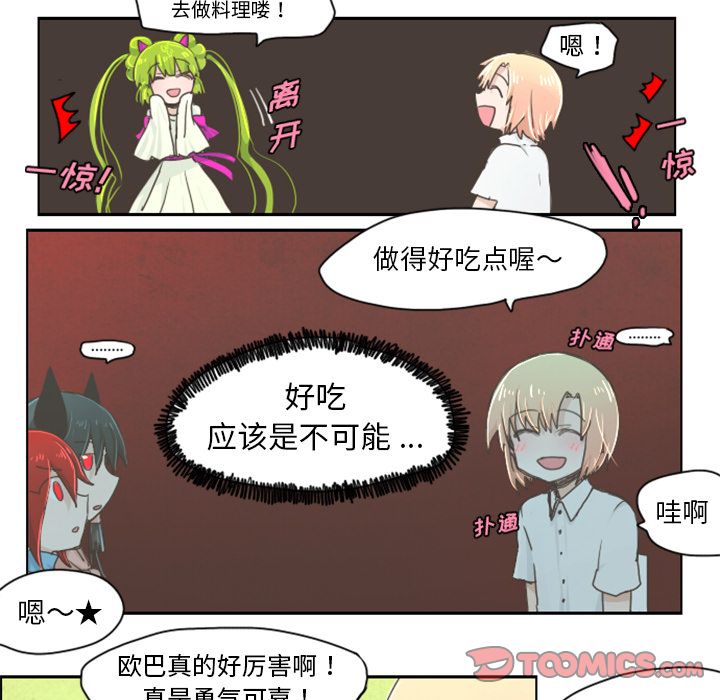 去做料理喽！
嗯！
离开
一惊!
一惊
做得好吃点喔～
………
扑通
………
好吃
应该是不可能…
扑通
哇啊
嗯～★
欧巴真的好厉害啊！
真是勇气可嘉！
TOOMICS.COM